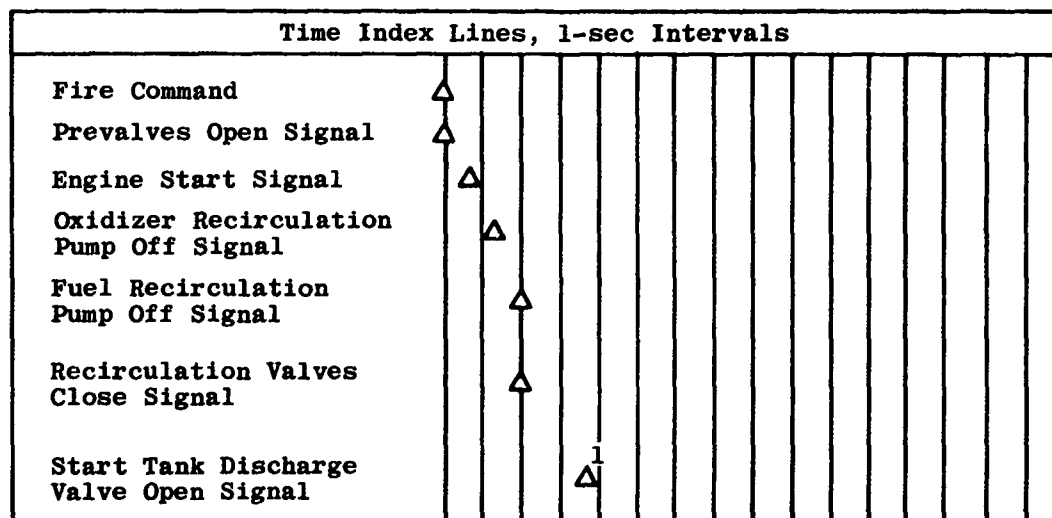 Time Index Lines, 1-sec Intervals
Fire Command
Prevalves Open Signal
Engine Start Signal
Oxidizer Recirculation
Pump Off Signal
Fuel Recirculation
Pump Off Signal
Recirculation Valves
Close Signal
1
Start Tank Discharge
Valve Open Signal